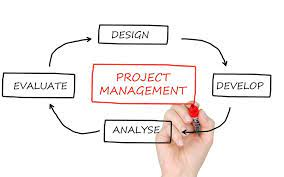 DESIGN
EVALUATE
PROJECT
MANAGEMENT
DEVELOP
ANALYSE